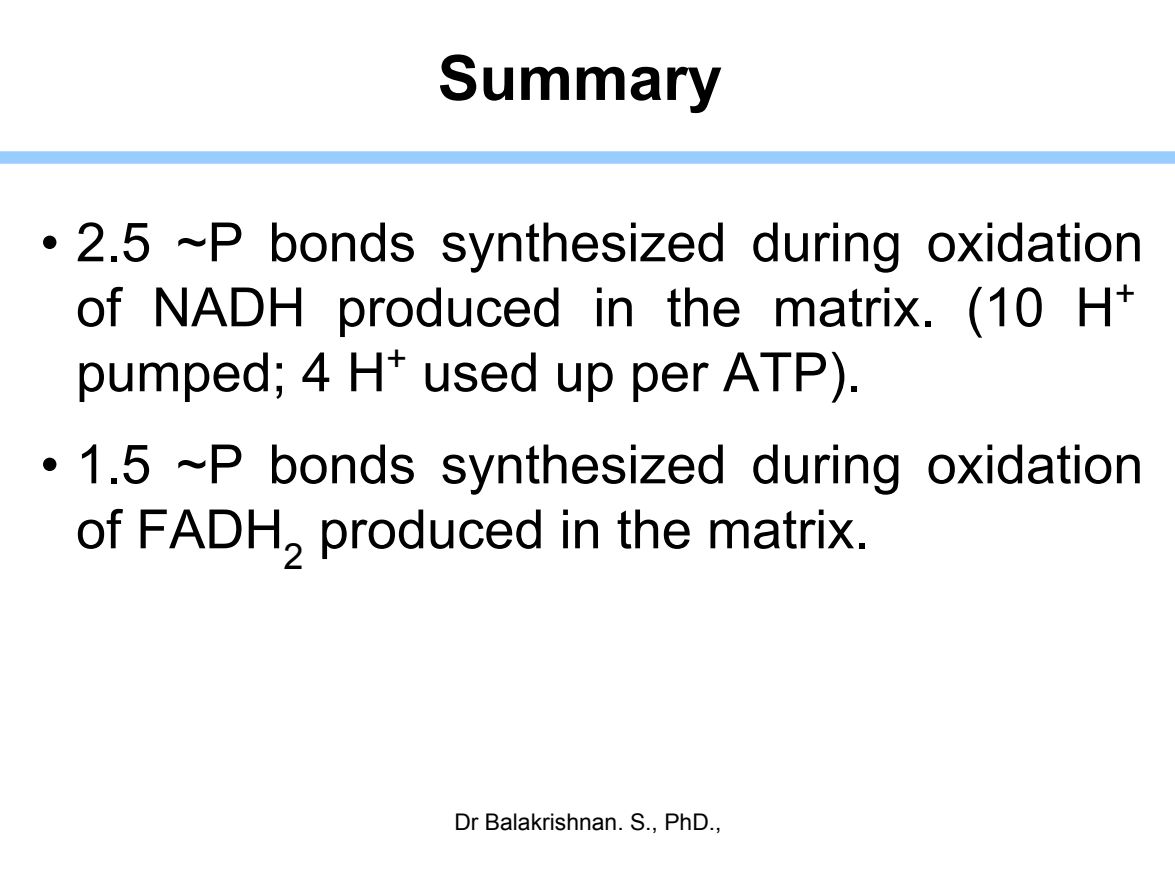 Summary
• 2.5 ~P bonds synthesized during oxidation
of NADH produced in the matrix. (10 H⁺
pumped; 4 H⁺ used up per ATP).
• 1.5 ~P bonds synthesized during oxidation
of FADH₂ produced in the matrix.
Dr Balakrishnan. S., PhD.,